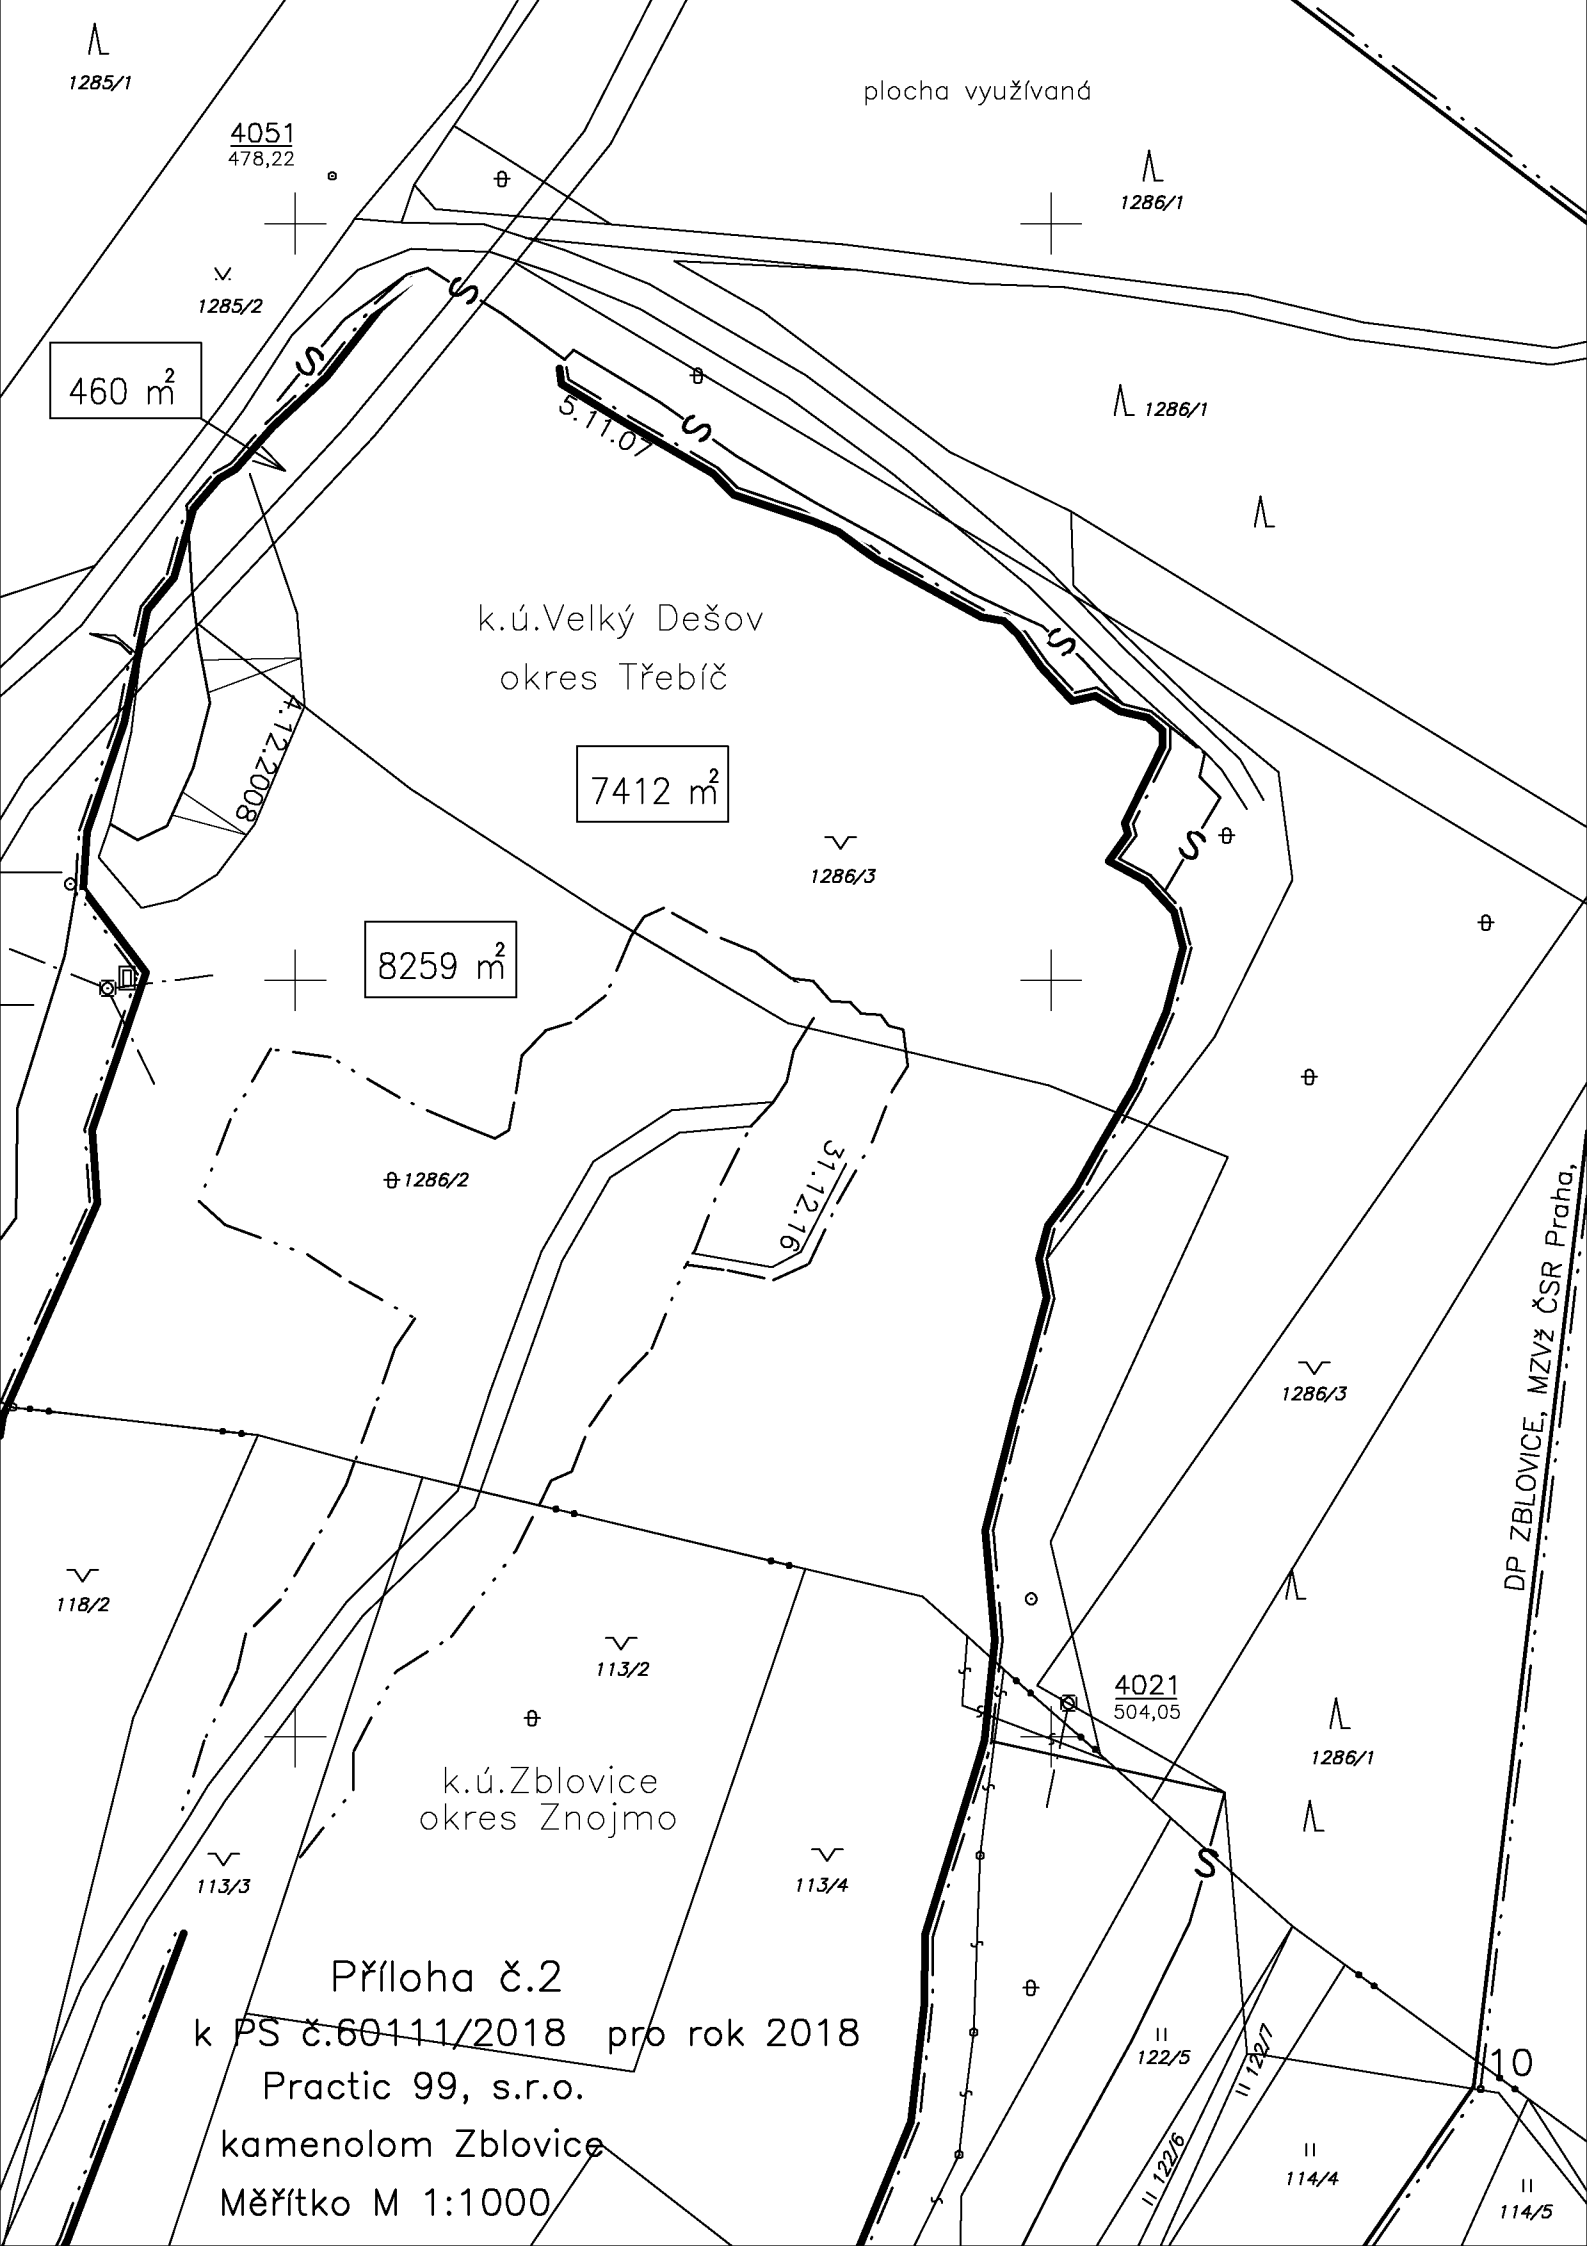 1285/1
plocha využívaná
4051
478,22
1286/1
1285/2
S
S
460 m²
1286/1
S
5.11.07
k.ú.Velký Dešov
okres Třebíč
S
4.12.2008
7412 m²
S
1286/3
8259 m²
31.12.16
1286/2
DP ZBLOVICE, MZVž ČSR Praha,
1286/3
118/2
113/2
4021
504,05
1286/1
k.ú.Zblovice
okres Znojmo
S
113/3
113/4
Příloha č.2
k PS č.60111/2018 pro rok 2018
122/5
122/7
10
Practic 99, s.r.o.
kamenolom Zblovice
122/6
114/4
Měřítko M 1:1000
114/5